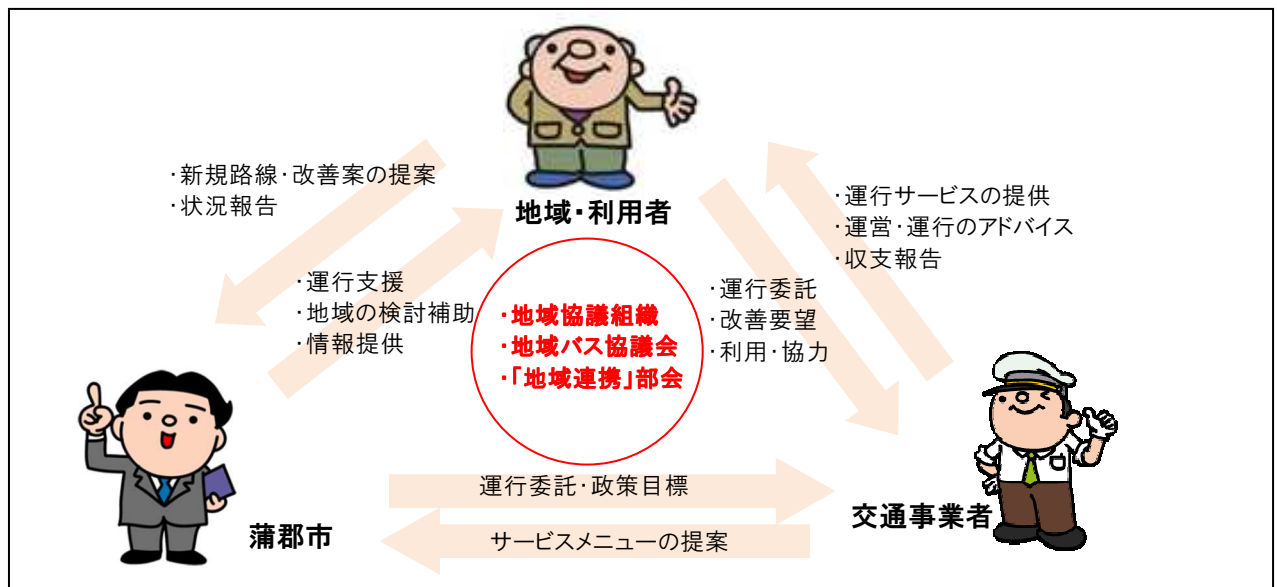 地域・利用者
・新規路線・改善案の提案
・状況報告
・運行支援
・地域の検討補助
・情報提供
・地域協議組織
・地域バス協議会
・「地域連携」部会
・運行委託
・改善要望
・利用・協力
・運行サービスの提供
・運営・運行のアドバイス
・収支報告
蒲郡市
運行委託・政策目標
サービスメニューの提案
交通事業者